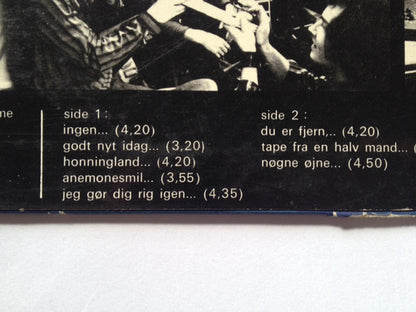 me
side 1:
ingen... (4,20)
godt nyt idag... (3,20)
honningland... (4,20)
anemonesmil... (3,55)
jeg gør dig rig igen... (4,35)
side 2:
du er fjern,.. (4,20)
tape fra en halv mand...
nøgne øjne... (4,50)